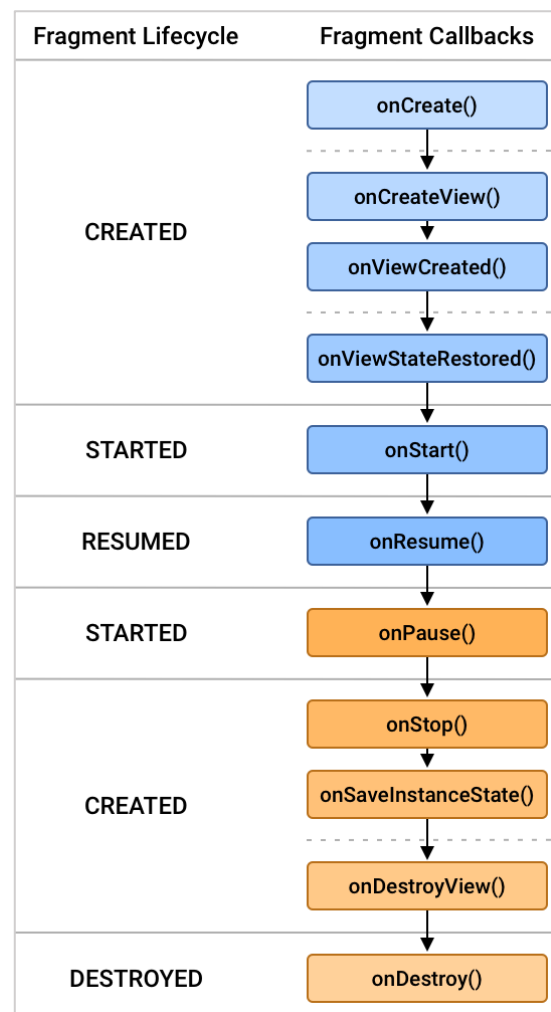 Fragment Lifecycle
Fragment Callbacks
onCreate()
onCreateView()
CREATED
onViewCreated()
onViewStateRestored()
STARTED
onStart()
RESUMED
onResume()
STARTED
onPause()
onStop()
CREATED
onSaveInstanceState()
onDestroyView()
DESTROYED
onDestroy()